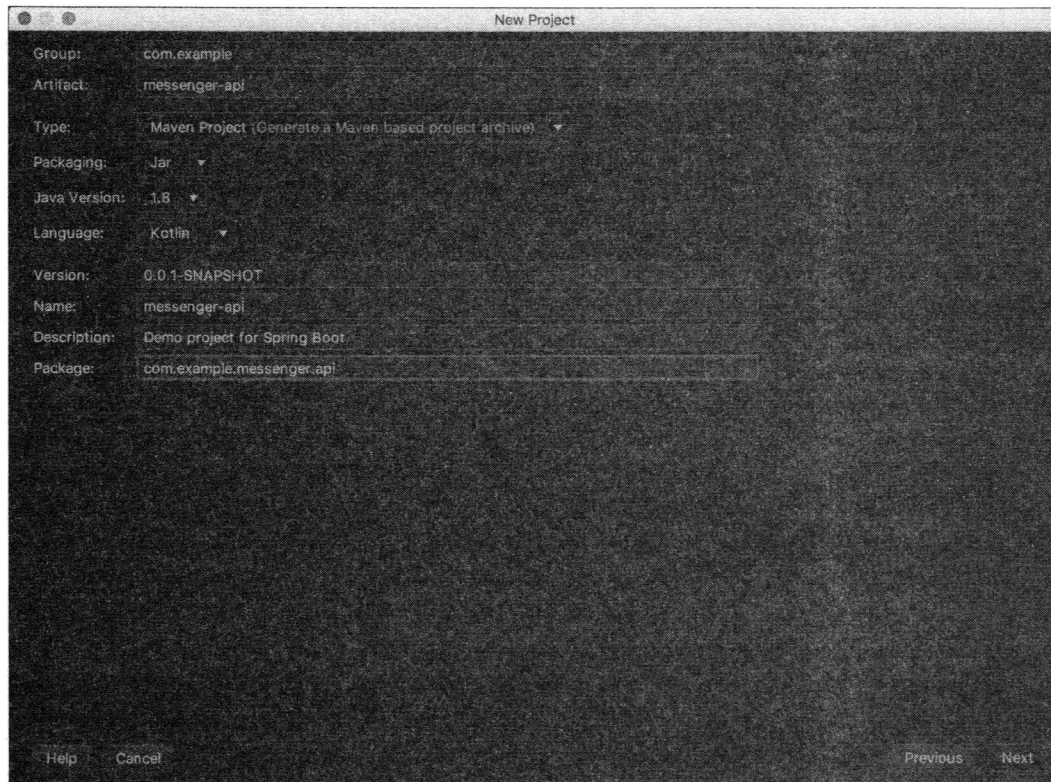 New Project
Group: com.example
Artifact: messenger-api
Type: Maven Project (Generate a Maven based project archive)
Packaging: Jar
Java Version: 1.8
Language: Kotlin
Version: 0.0.1-SNAPSHOT
Name: messenger-api
Description: Demo project for Spring Boot
Package: com.example.messenger.api
Help Cancel Previous Next